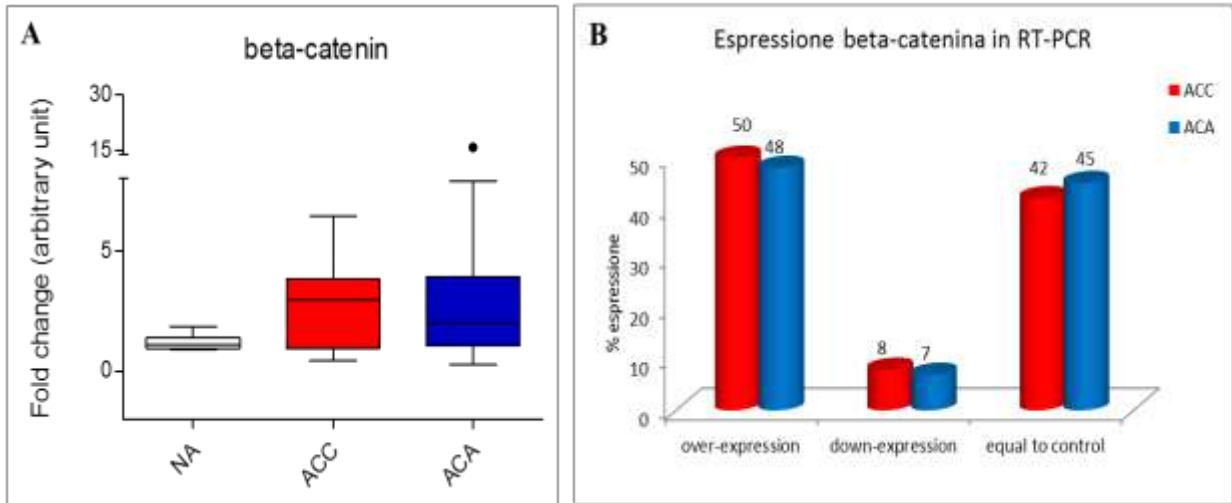 A
beta-catenin
Fold change (arbitrary unit)
30
15
5
0
NA
ACC
ACA
B
Espressione beta-catenina in RT-PCR
ACC
ACA
% espressione
50
40
30
20
10
0
50
48
8
7
42
45
over-expression
down-expression
equal to control